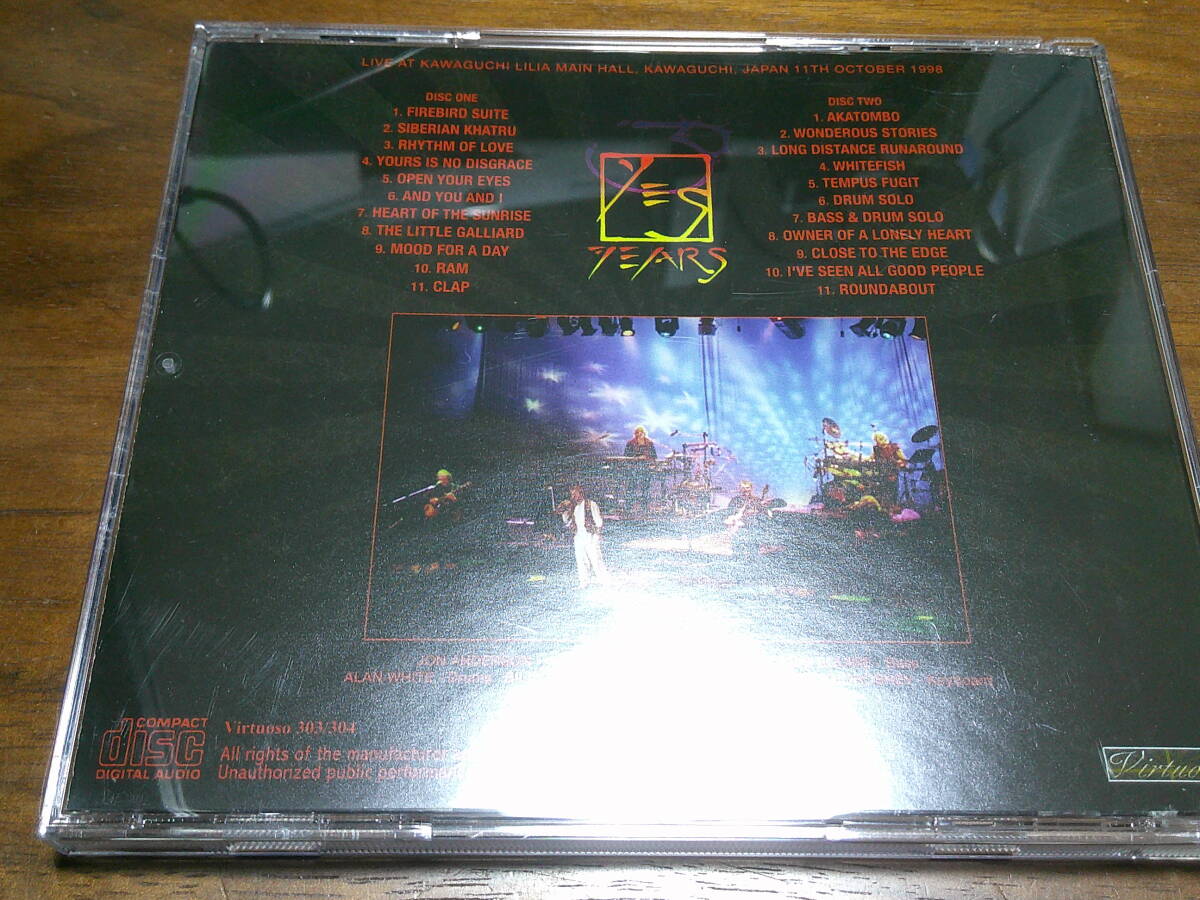 LIVE AT KAWAGUCHI LILIA MAIN HALL, KAWAGUCHI, JAPAN 11TH OCTOBER 1998
DISC ONE
1. FIREBIRD SUITE
2. SIBERIAN KHATRU
3. RHYTHM OF LOVE
4. YOURS IS NO DISGRACE
5. OPEN YOUR EYES
6. AND YOU AND I
7. HEART OF THE SUNRISE
8. THE LITTLE GALLIARD
9. MOOD FOR A DAY
10. RAM
11. CLAP
YES
YEARS
DISC TWO
1. AKATOMBO
2. WONDEROUS STORIES
3. LONG DISTANCE RUNAROUND
4. WHITEFISH
5. TEMPUS FUGIT
6. DRUM SOLO
7. BASS & DRUM SOLO
8. OWNER OF A LONELY HEART
9. CLOSE TO THE EDGE
10. I'VE SEEN ALL GOOD PEOPLE
11. ROUNDABOUT
JON ANDERSON
ALAN WHITE Drums Keyboard
COMPACT
disc
DIGITAL AUDIO
Virtuoso 303/304
All rights of the manufacturer
Unauthorized public performan
Virtuo